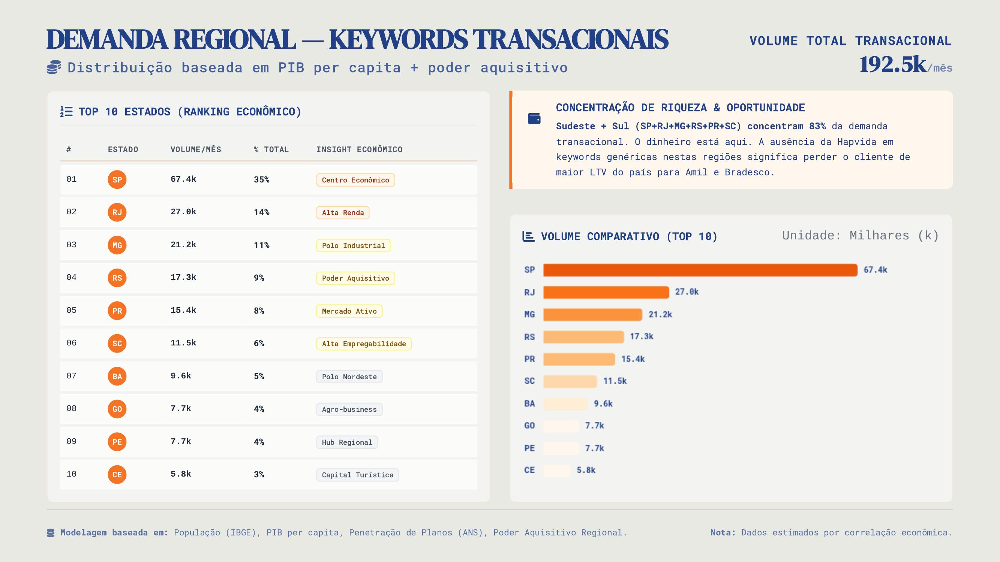 DEMANDA REGIONAL — KEYWORDS TRANSACIONAIS
Distribuição baseada em PIB per capita + poder aquisitivo
VOLUME TOTAL TRANSACIONAL
192.5k/mês
TOP 10 ESTADOS (RANKING ECONÔMICO)
# ESTADO VOLUME/MÊS % TOTAL INSIGHT ECONÔMICO
01 SP 67.4k 35% Centro Econômico
02 RJ 27.0k 14% Alta Renda
03 MG 21.2k 11% Polo Industrial
04 RS 17.3k 9% Poder Aquisitivo
05 PR 15.4k 8% Mercado Ativo
06 SC 11.5k 6% Alta Empregabilidade
07 BA 9.6k 5% Polo Nordeste
08 GO 7.7k 4% Agro-business
09 PE 7.7k 4% Hub Regional
10 CE 5.8k 3% Capital Turística
CONCENTRAÇÃO DE RIQUEZA & OPORTUNIDADE
Sudeste + Sul (SP+RJ+MG+RS+PR+SC) concentram 83% da demanda
transacional. O dinheiro está aqui. A ausência da Hapvida em
keywords genéricas nestas regiões significa perder o cliente de
maior LTV do país para Amil e Bradesco.
VOLUME COMPARATIVO (TOP 10)
Unidade: Milhares (k)
SP 67.4k
RJ 27.0k
MG 21.2k
RS 17.3k
PR 15.4k
SC 11.5k
BA 9.6k
GO 7.7k
PE 7.7k
CE 5.8k
Modelagem baseada em: População (IBGE), PIB per capita, Penetração de Planos (ANS), Poder Aquisitivo Regional.
Nota: Dados estimados por correlação econômica.